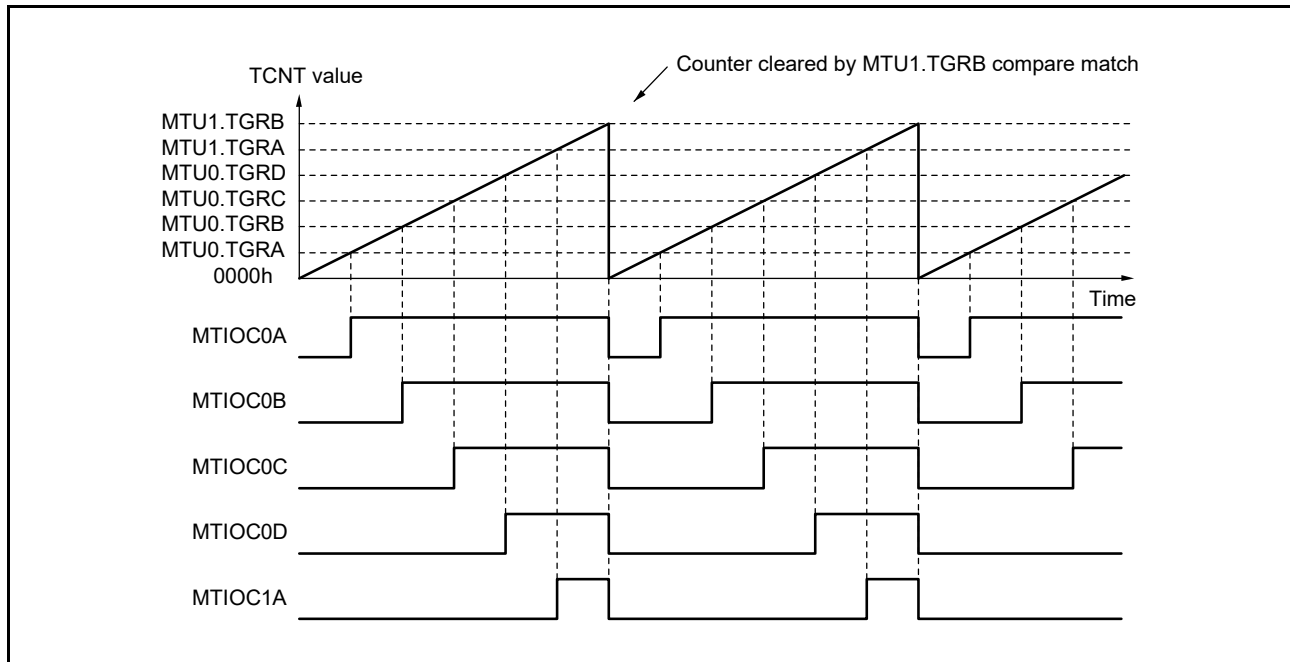 Counter cleared by MTU1.TGRB compare match
TCNT value
MTU1.TGRB
MTU1.TGRA
MTU0.TGRD
MTU0.TGRC
MTU0.TGRB
MTU0.TGRA
0000h
Time
MTIOC0A
MTIOC0B
MTIOC0C
MTIOC0D
MTIOC1A